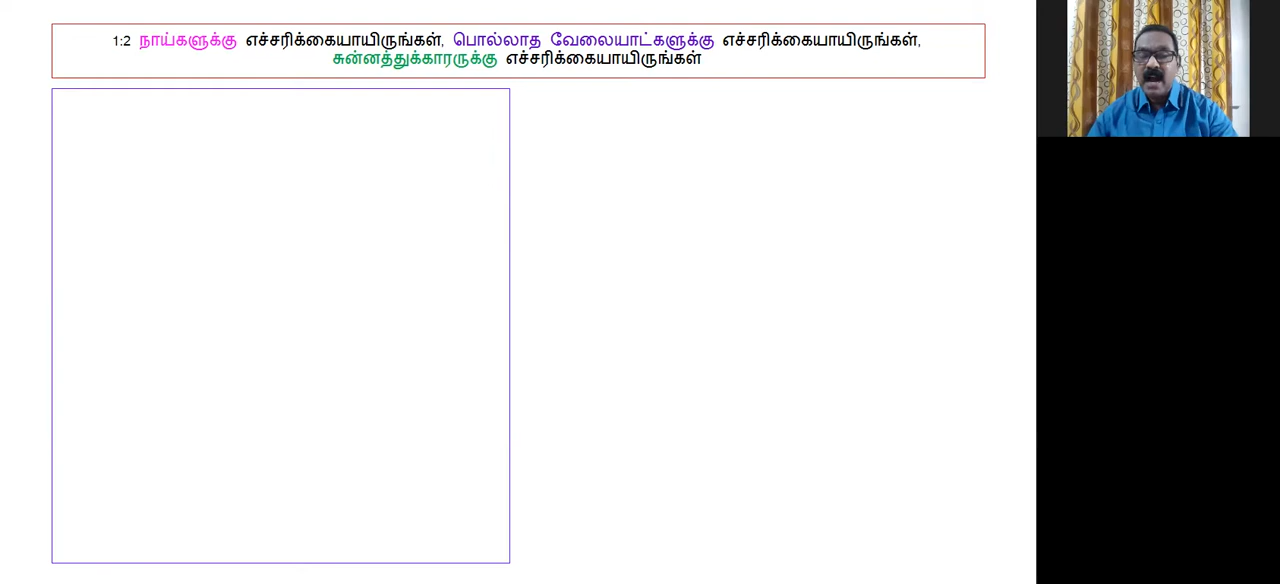 1:2 நாய்களுக்கு எச்சரிக்கையாயிருங்கள், பொல்லாத வேலையாட்களுக்கு எச்சரிக்கையாயிருங்கள்,
சுன்னத்துக்காரருக்கு எச்சரிக்கையாயிருங்கள்